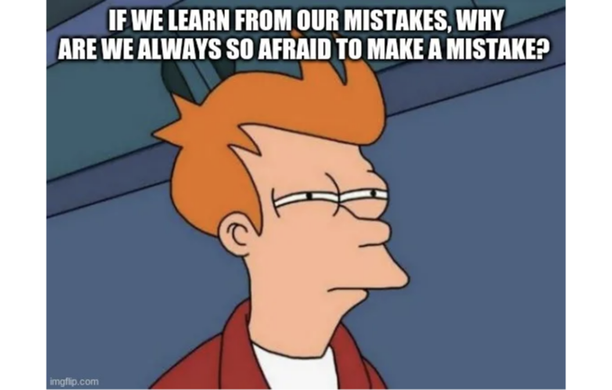 IF WE LEARN FROM OUR MISTAKES, WHY
ARE WE ALWAYS SO AFRAID TO MAKE A MISTAKE?
imgflip.com